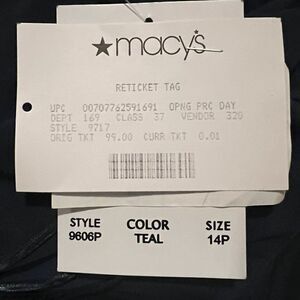 ★macy's
RETICKET TAG
UPC 00707762591691 OPNG PRC DAY
DEPT 169 CLASS 37 VENDOR 320
STYLE 9717
ORIG TKT 99.00 CURR TKT 0.01
STYLE COLOR SIZE
9606P TEAL 14P